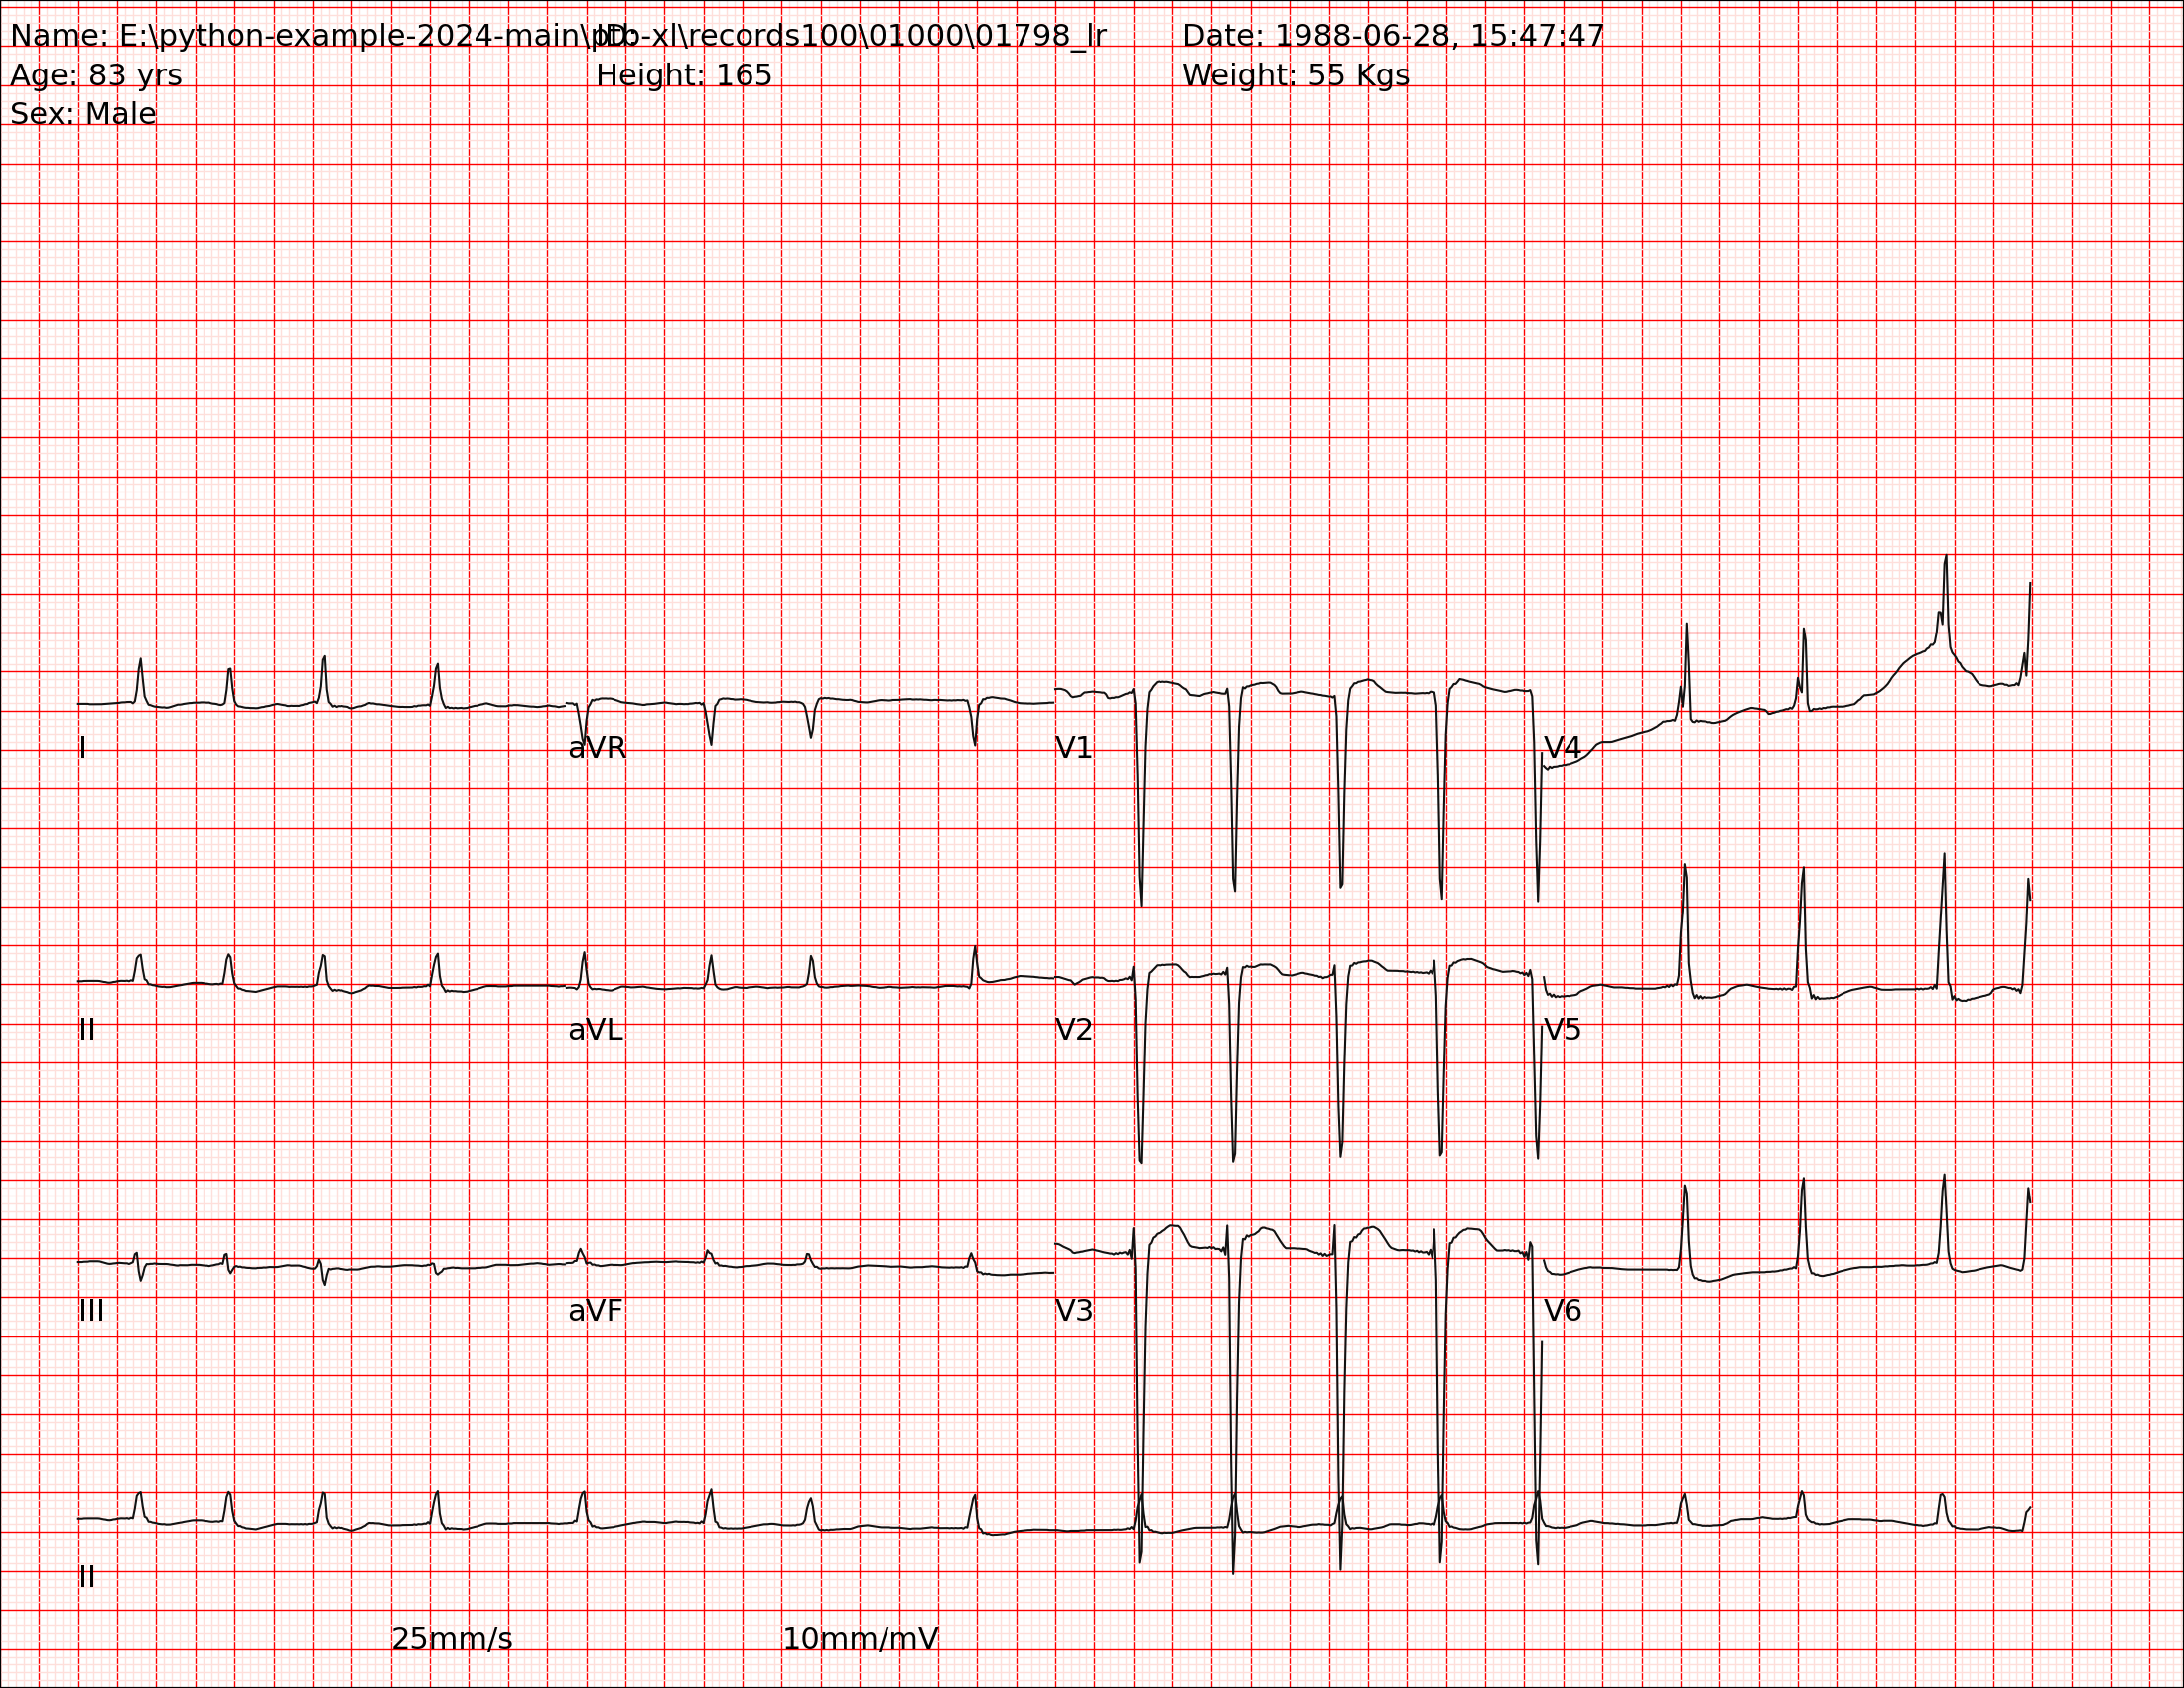 Name: E:\python-example-2024-main\ptb-xl\records100\01000\01798_lr ID: Date: 1988-06-28, 15:47:47
Age: 83 yrs Height: 165 Weight: 55 Kgs
Sex: Male
I aVR V1 V4
II aVL V2 V5
III aVF V3 V6
II
25mm/s 10mm/mV